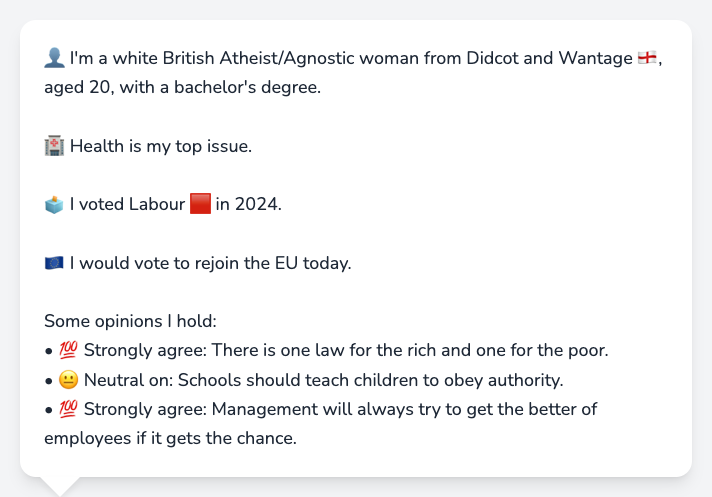 👤 I'm a white British Atheist/Agnostic woman from Didcot and Wantage 🏴󠁧󠁢󠁥󠁮󠁧󠁿,
aged 20, with a bachelor's degree.
🏥 Health is my top issue.
🗳️ I voted Labour 🟥 in 2024.
🇪🇺 I would vote to rejoin the EU today.
Some opinions I hold:
• 💯 Strongly agree: There is one law for the rich and one for the poor.
• 😐 Neutral on: Schools should teach children to obey authority.
• 💯 Strongly agree: Management will always try to get the better of
employees if it gets the chance.